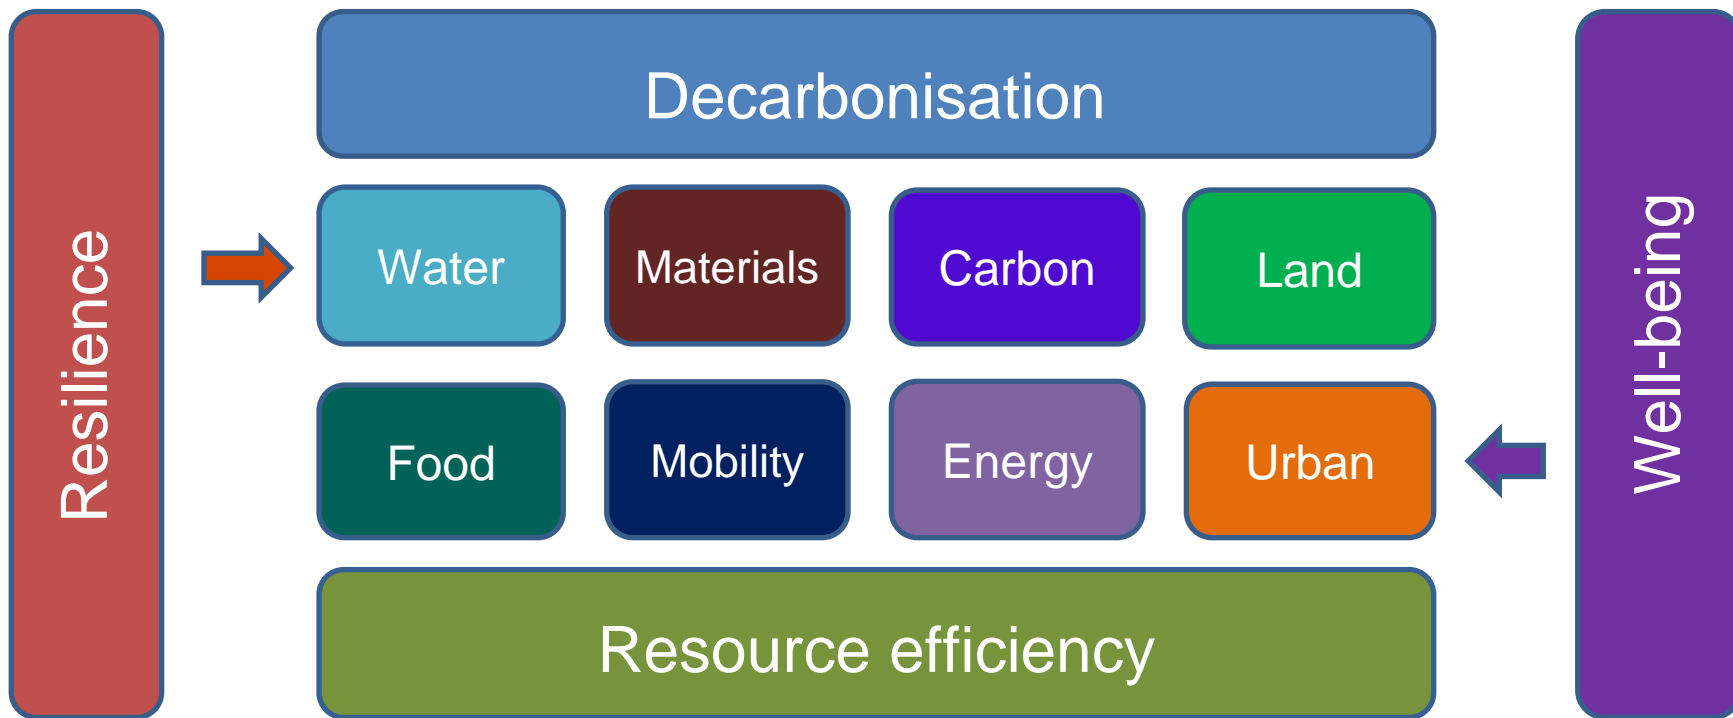 Resilience
Decarbonisation
Water
Materials
Carbon
Land
Food
Mobility
Energy
Urban
Resource efficiency
Well-being